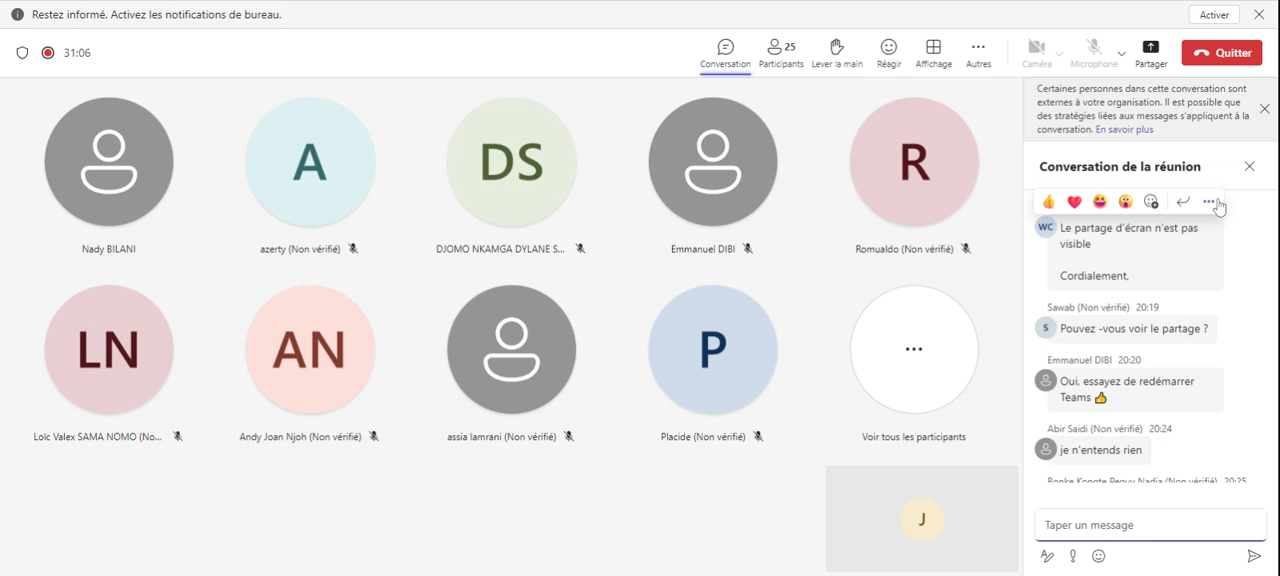 Restez informé. Activez les notifications de bureau.
Activer
31:06
25
Conversation
Participants
Lever la main
Réagir
Affichage
Autres
Caméra
Microphone
Partager
Quitter
Certaines personnes dans cette conversation sont
externes à votre organisation. Il est possible que
des stratégies liées aux messages s'appliquent à la
conversation. En savoir plus
Conversation de la réunion
WC
Le partage d'écran n'est pas
visible
Cordialement,
Sawab (Non vérifié) 20:19
S
Pouvez -vous voir le partage ?
Emmanuel DIBI 20:20
Oui, essayez de redémarrer
Teams 👍
Abir Saidi (Non vérifié) 20:24
je n'entends rien
Taper un message
A
DS
R
Nady BILANI
azerty (Non vérifié)
DJOMO NKAMGA DYLANE S...
Emmanuel DIBI
Romualdo (Non vérifié)
LN
AN
P
...
Loïc Valex SAMA NOMO (No...
Andy Joan Njoh (Non vérifié)
assia lamrani (Non vérifié)
Placide (Non vérifié)
Voir tous les participants
J